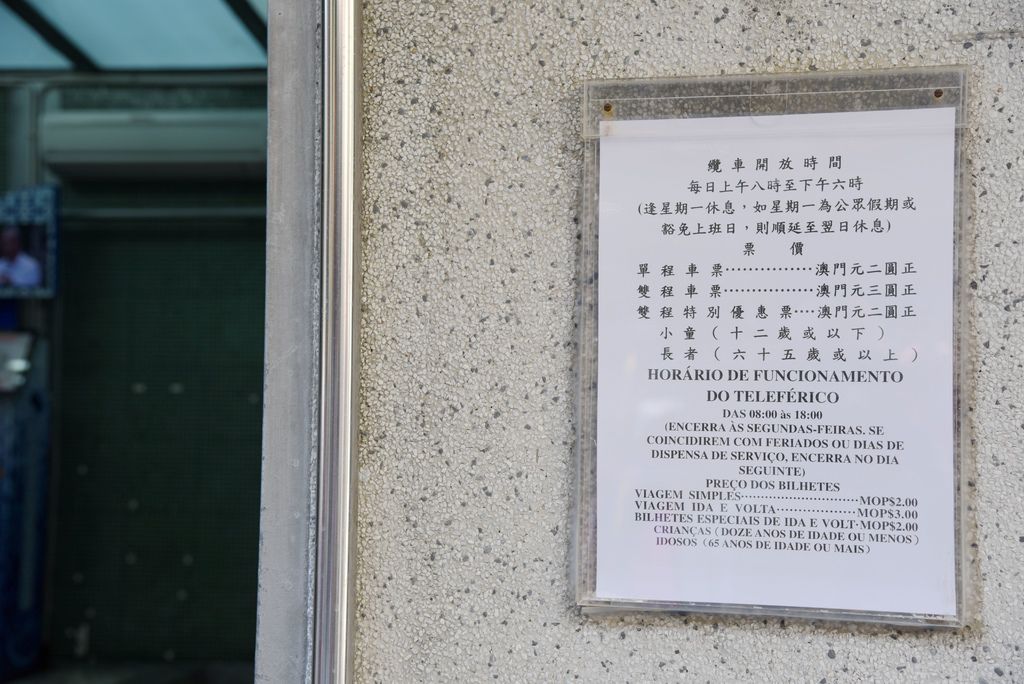 纜車開放時間
每日上午八時至下午六時
(逢星期一休息，如星期一為公眾假期或
豁免上班日，則順延至翌日休息)
票 價
單程車票···············澳門元二圓正
雙程車票···············澳門元三圓正
雙程特別優惠票····澳門元二圓正
小童(十二歲或以下)
長者(六十五歲或以上)
HORÁRIO DE FUNCIONAMENTO
DO TELEFÉRICO
DAS 08:00 às 18:00
(ENCERRA ÀS SEGUNDAS-FEIRAS. SE
COINCIDIREM COM FERIADOS OU DIAS DE
DISPENSA DE SERVIÇO, ENCERRA NO DIA
SEGUINTE)
PREÇO DOS BILHETES
VIAGEM SIMPLES······················MOP$2.00
VIAGEM IDA E VOLTA···············MOP$3.00
BILHETES ESPECIAIS DE IDA E VOLT·MOP$2.00
CRIANÇAS (DOZE ANOS DE IDADE OU MENOS)
IDOSOS (65 ANOS DE IDADE OU MAIS)